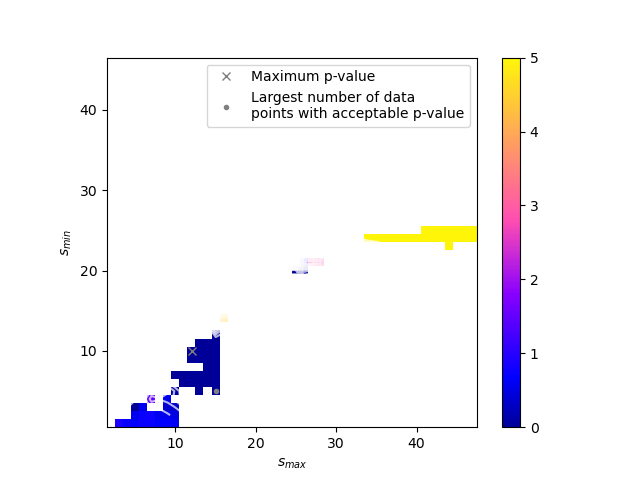 Maximum p-value
Largest number of data
points with acceptable p-value
40
30
20
10
s_min
10
20
30
40
s_max
5
4
3
2
1
0